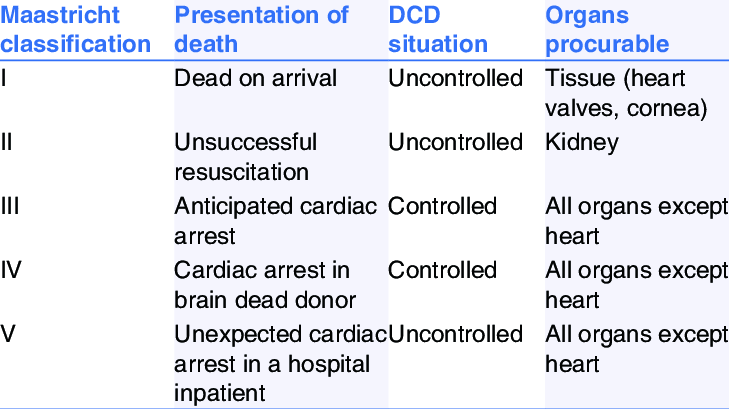 Maastricht classification Presentation of death DCD situation Organs procurable
I Dead on arrival Uncontrolled Tissue (heart valves, cornea)
II Unsuccessful resuscitation Uncontrolled Kidney
III Anticipated cardiac arrest Controlled All organs except heart
IV Cardiac arrest in brain dead donor Controlled All organs except heart
V Unexpected cardiac arrest in a hospital inpatient Uncontrolled All organs except heart